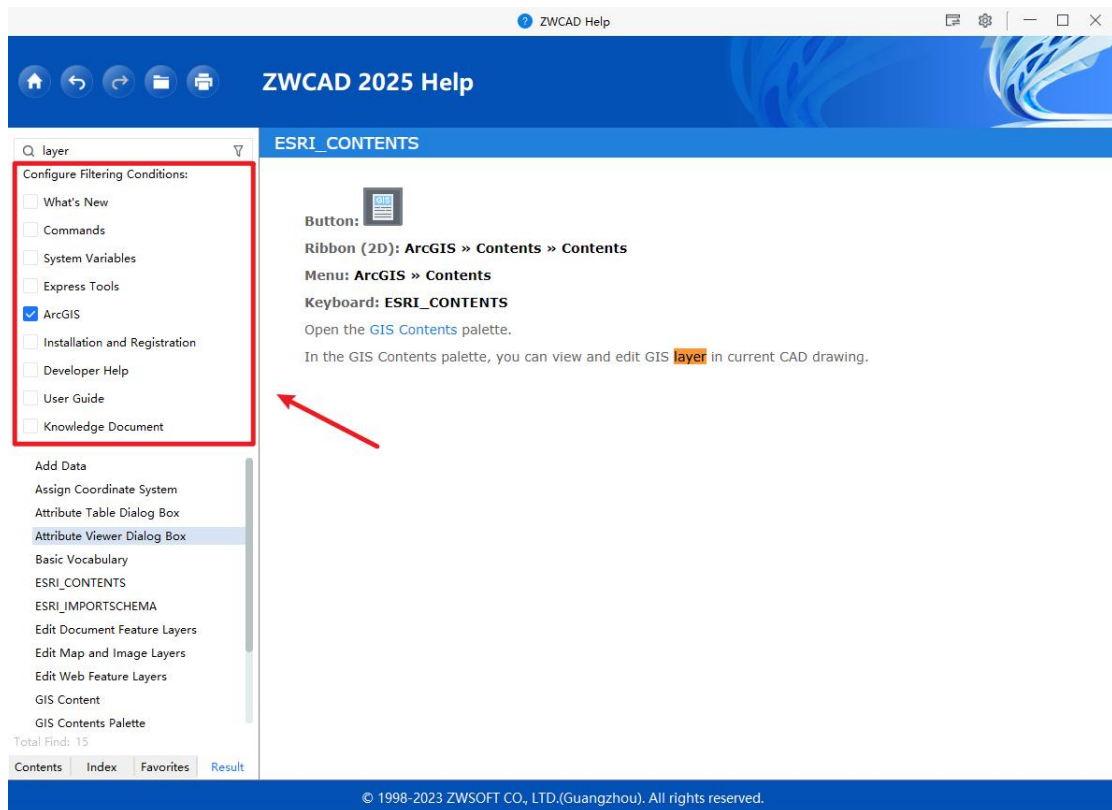 ZWCAD Help
ZWCAD 2025 Help
layer
Configure Filtering Conditions:
What's New
Commands
System Variables
Express Tools
ArcGIS
Installation and Registration
Developer Help
User Guide
Knowledge Document
Add Data
Assign Coordinate System
Attribute Table Dialog Box
Attribute Viewer Dialog Box
Basic Vocabulary
ESRI_CONTENTS
ESRI_IMPORTSCHEMA
Edit Document Feature Layers
Edit Map and Image Layers
Edit Web Feature Layers
GIS Content
GIS Contents Palette
Total Find: 15
Contents Index Favorites Result
ESRI_CONTENTS
Button: GIS
Ribbon (2D): ArcGIS » Contents » Contents
Menu: ArcGIS » Contents
Keyboard: ESRI_CONTENTS
Open the GIS Contents palette.
In the GIS Contents palette, you can view and edit GIS layer in current CAD drawing.
© 1998-2023 ZWSOFT CO., LTD.(Guangzhou). All rights reserved.